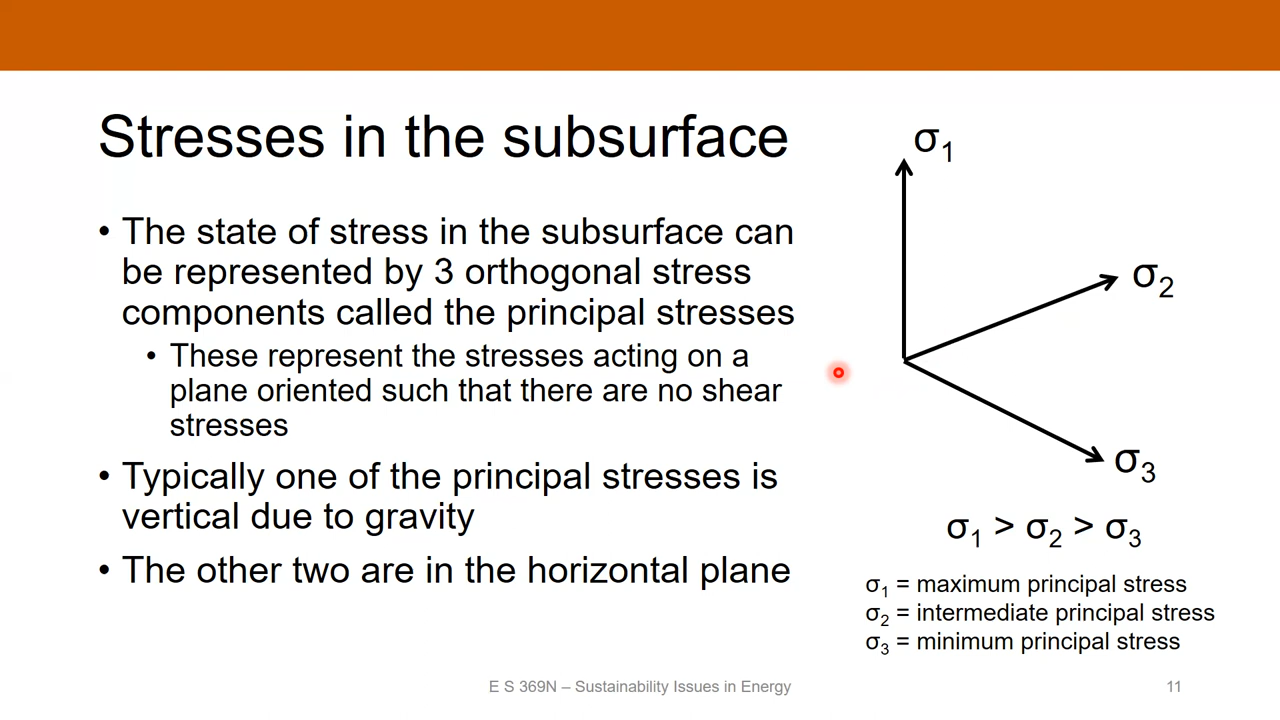 Stresses in the subsurface
• The state of stress in the subsurface can
be represented by 3 orthogonal stress
components called the principal stresses
• These represent the stresses acting on a
plane oriented such that there are no shear
stresses
• Typically one of the principal stresses is
vertical due to gravity
• The other two are in the horizontal plane
σ₁
σ₂
σ₃
σ₁ > σ₂ > σ₃
σ₁ = maximum principal stress
σ₂ = intermediate principal stress
σ₃ = minimum principal stress
E S 369N – Sustainability Issues in Energy
11